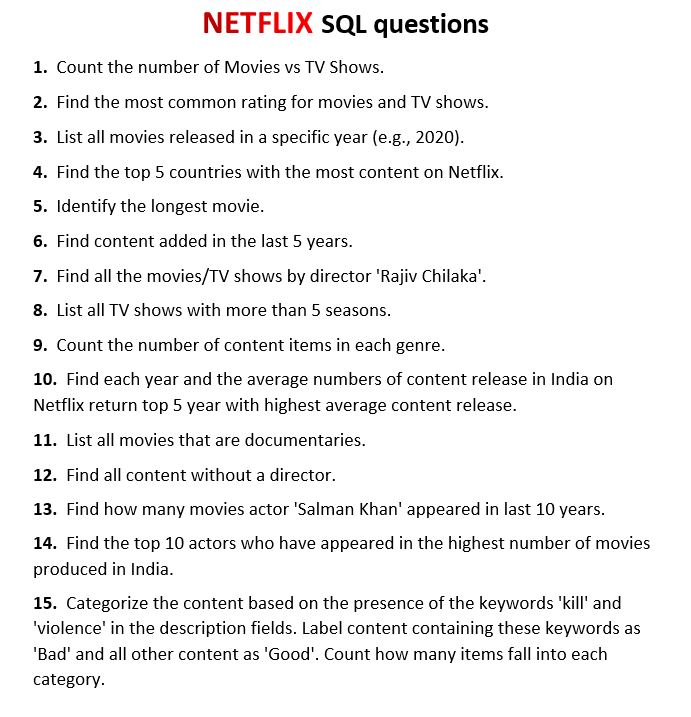 NETFLIX SQL questions
1. Count the number of Movies vs TV Shows.
2. Find the most common rating for movies and TV shows.
3. List all movies released in a specific year (e.g., 2020).
4. Find the top 5 countries with the most content on Netflix.
5. Identify the longest movie.
6. Find content added in the last 5 years.
7. Find all the movies/TV shows by director 'Rajiv Chilaka'.
8. List all TV shows with more than 5 seasons.
9. Count the number of content items in each genre.
10. Find each year and the average numbers of content release in India on
Netflix return top 5 year with highest average content release.
11. List all movies that are documentaries.
12. Find all content without a director.
13. Find how many movies actor 'Salman Khan' appeared in last 10 years.
14. Find the top 10 actors who have appeared in the highest number of movies
produced in India.
15. Categorize the content based on the presence of the keywords 'kill' and
'violence' in the description fields. Label content containing these keywords as
'Bad' and all other content as 'Good'. Count how many items fall into each
category.